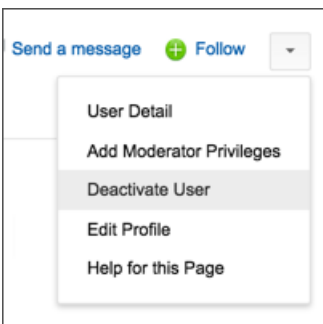 Send a message Follow
User Detail
Add Moderator Privileges
Deactivate User
Edit Profile
Help for this Page